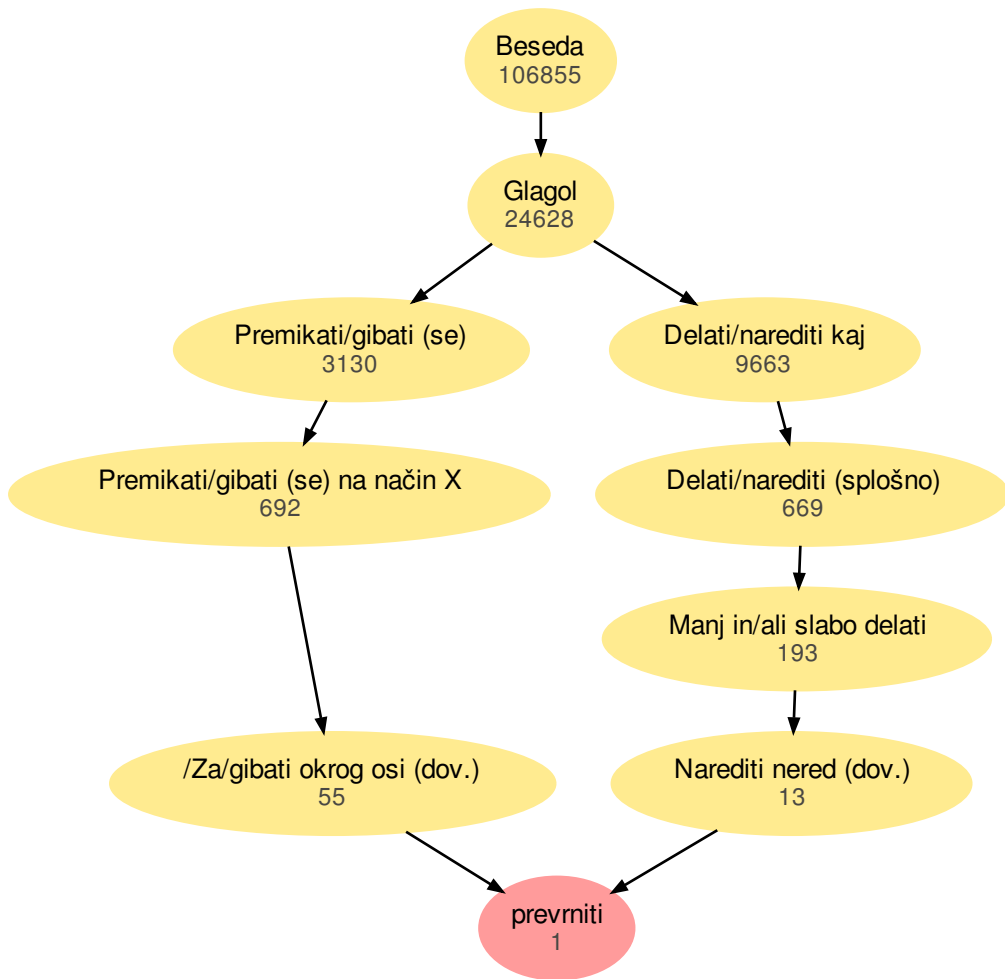 Beseda
106855
Glagol
24628
Premikati/gibati (se)
3130
Delati/narediti kaj
9663
Premikati/gibati (se) na način X
692
Delati/narediti (splošno)
669
Manj in/ali slabo delati
193
/Za/gibati okrog osi (dov.)
55
Narediti nered (dov.)
13
prevrniti
1